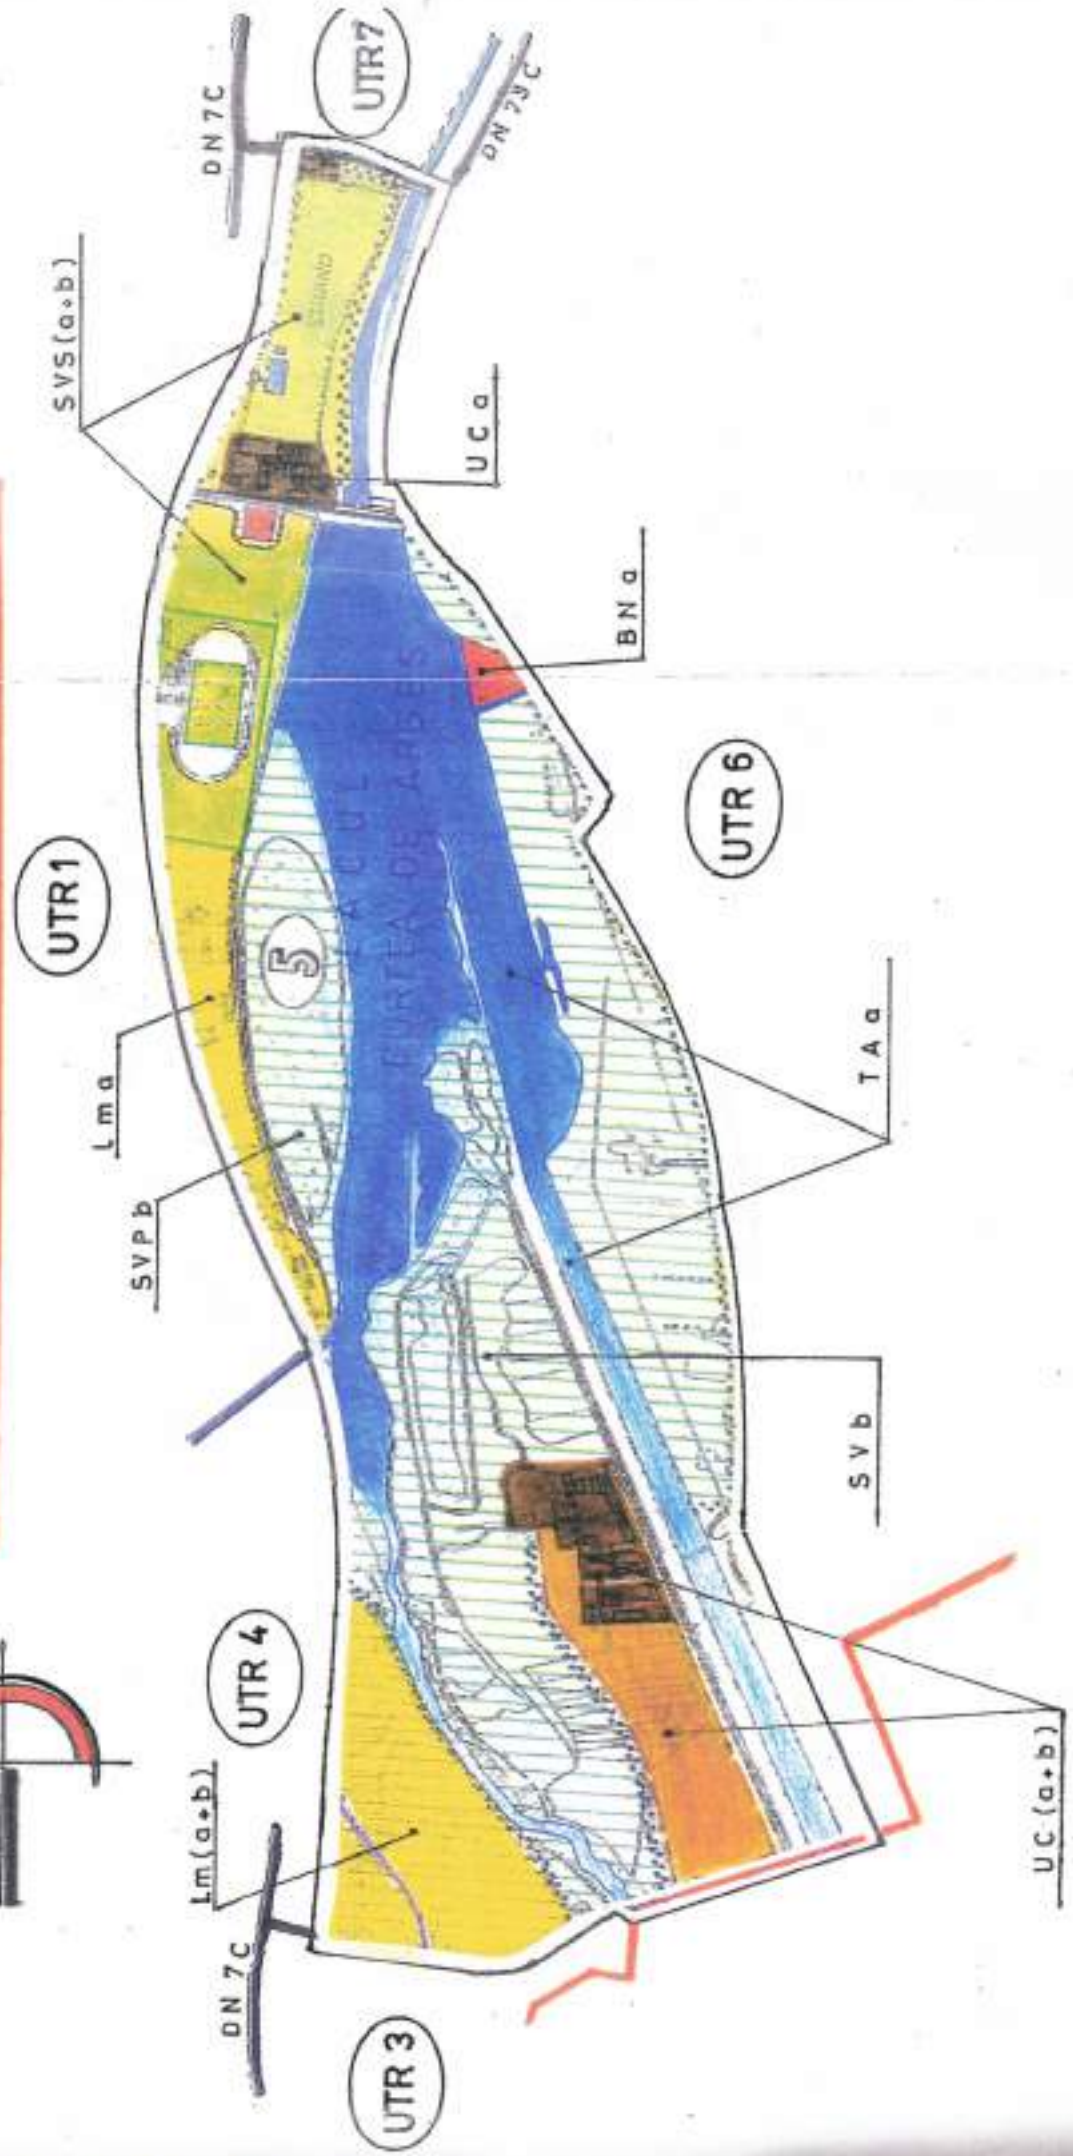 UTR 3
DN 7C
Lm(a+b)
UTR 4
SVPb
Lma
UTR 1
SVS(a+b)
DN 7C
UTR 7
DN 73C
5
LACUL
CURTEA DE ARGES
UCa
BNa
UTR 6
TAa
SVb
UC(a+b)